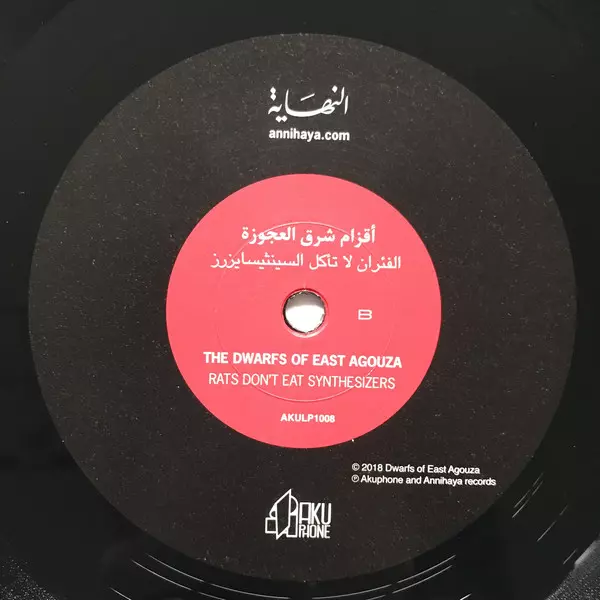 النهاية
annihaya.com
أقزام شرق العجوزة
الفئران لا تأكل السينثيسايزرز
B
THE DWARFS OF EAST AGOUZA
RATS DON'T EAT SYNTHESIZERS
AKULP1008
© 2018 Dwarfs of East Agouza
℗ Akuphone and Annihaya records
AKU
PHONE